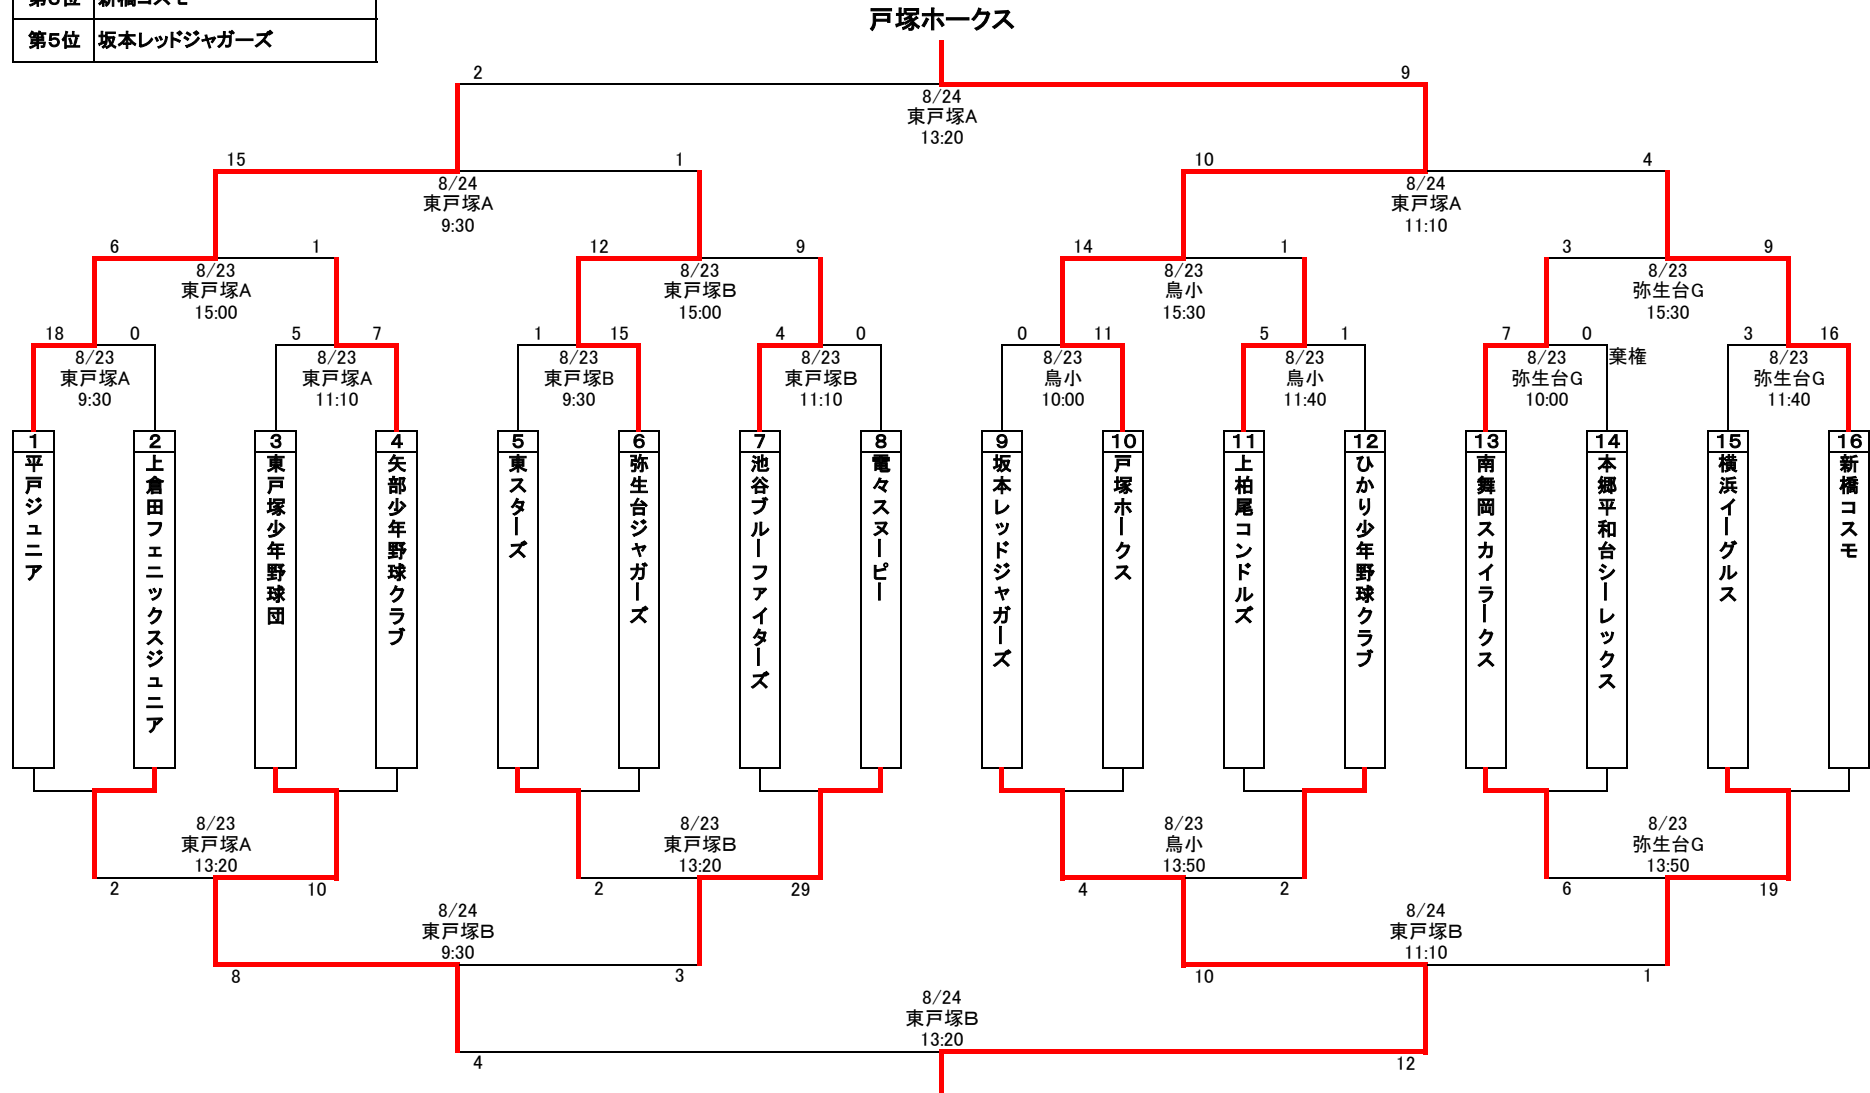 新橋コスモ
第5位 坂本レッドジャガーズ
戸塚ホークス
2 9
8/24
東戸塚A
13:20
15 1 10 4
8/24 8/24
東戸塚A 東戸塚A
9:30 11:10
6 1 12 9 14 1 3 9
8/23 8/23 8/23 8/23
東戸塚A 東戸塚B 鳥小 弥生台G
15:00 15:00 15:30 15:30
18 0 5 7 1 15 4 0 0 11 5 1 7 0 3 16
8/23 8/23 8/23 8/23 8/23 8/23 8/23 棄権 8/23
東戸塚A 東戸塚A 東戸塚B 東戸塚B 鳥小 鳥小 弥生台G 弥生台G
9:30 11:10 9:30 11:10 10:00 11:40 10:00 11:40
1 平戸ジュニア
2 上倉田フェニックスジュニア
3 東戸塚少年野球団
4 矢部少年野球クラブ
5 東スターズ
6 弥生台ジャガーズ
7 池谷ブルーファイターズ
8 電々スヌーピー
9 坂本レッドジャガーズ
10 戸塚ホークス
11 上柏尾コンドルズ
12 ひかり少年野球クラブ
13 南舞岡スカイラークス
14 本郷平和台シーレックス
15 横浜イーグルス
16 新橋コスモ
8/23 8/23 8/23 8/23
東戸塚A 東戸塚B 鳥小 弥生台G
13:20 13:20 13:50 13:50
2 10 2 29 4 2 6 19
8/24 8/24
東戸塚B 東戸塚B
9:30 11:10
8 3 10 1
8/24
東戸塚B
13:20
4 12